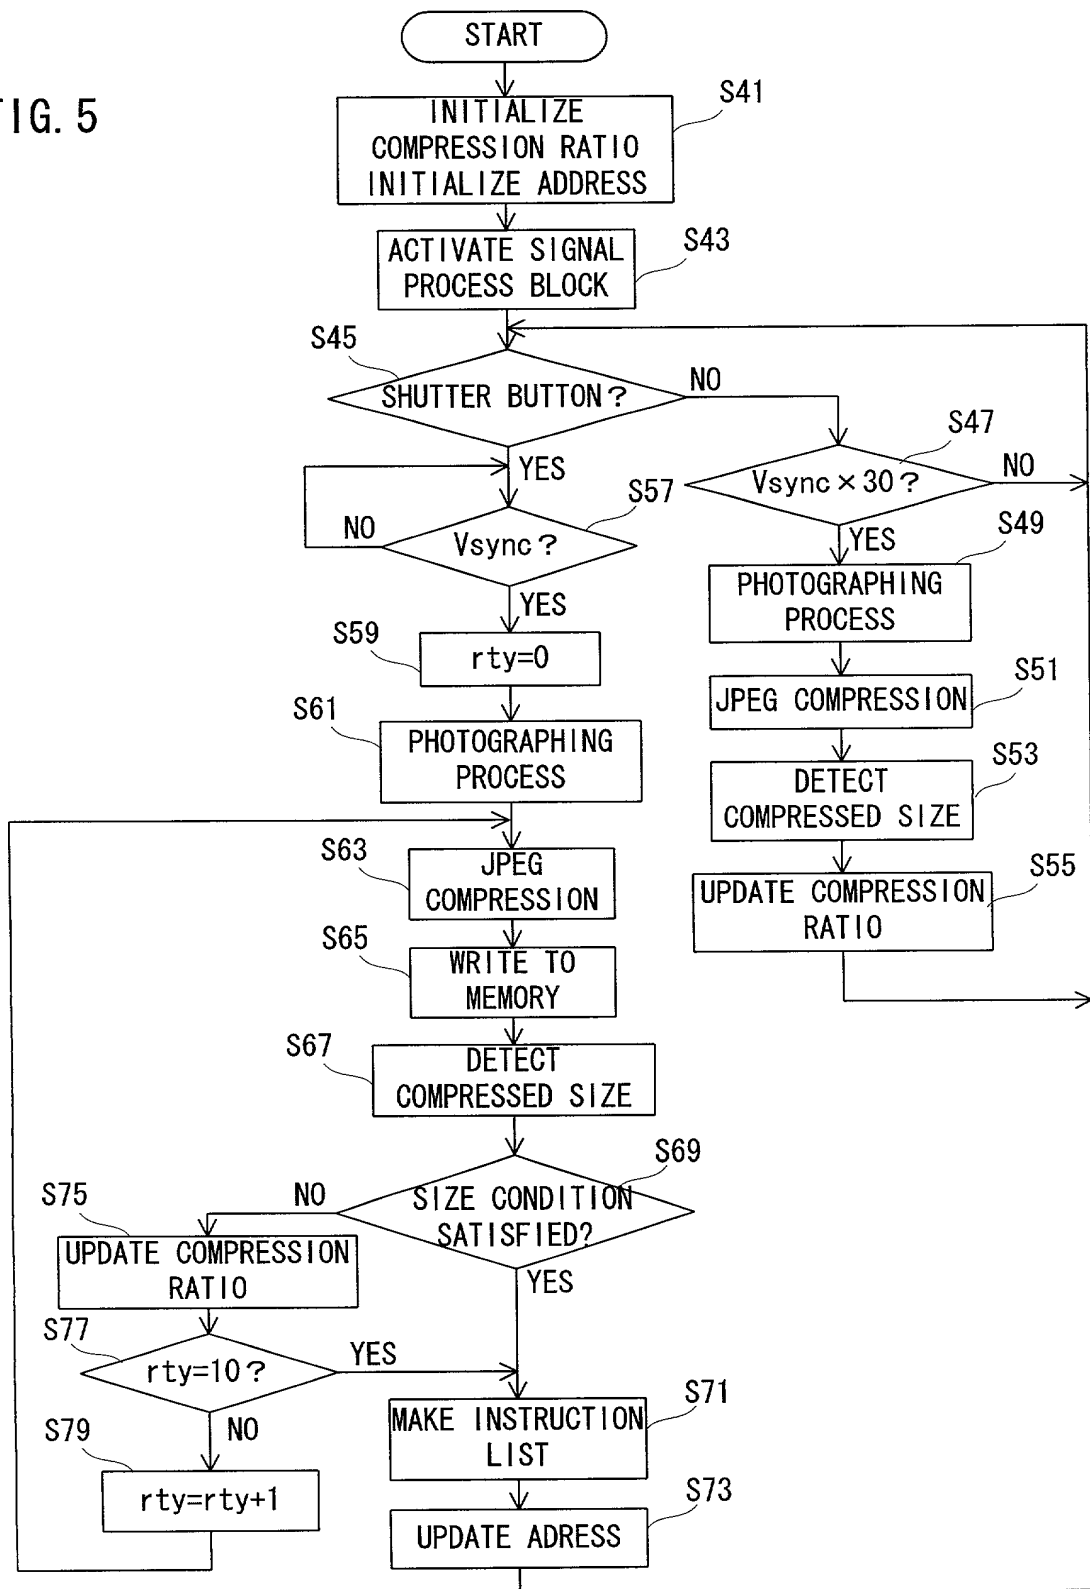 START
FIG. 5
S41
INITIALIZE
COMPRESSION RATIO
INITIALIZE ADDRESS
S43
ACTIVATE SIGNAL
PROCESS BLOCK
S45
SHUTTER BUTTON?
NO
YES
S47
Vsync×30?
NO
YES
S57
Vsync?
NO
YES
S49
PHOTOGRAPHING
PROCESS
S59
rty=0
S51
JPEG COMPRESSION
S61
PHOTOGRAPHING
PROCESS
S53
DETECT
COMPRESSED SIZE
S63
JPEG
COMPRESSION
S55
UPDATE COMPRESSION
RATIO
S65
WRITE TO
MEMORY
S67
DETECT
COMPRESSED SIZE
S69
SIZE CONDITION
SATISFIED?
NO
YES
S75
UPDATE COMPRESSION
RATIO
S77
rty=10?
YES
NO
S71
MAKE INSTRUCTION
LIST
S79
rty=rty+1
S73
UPDATE ADRESS